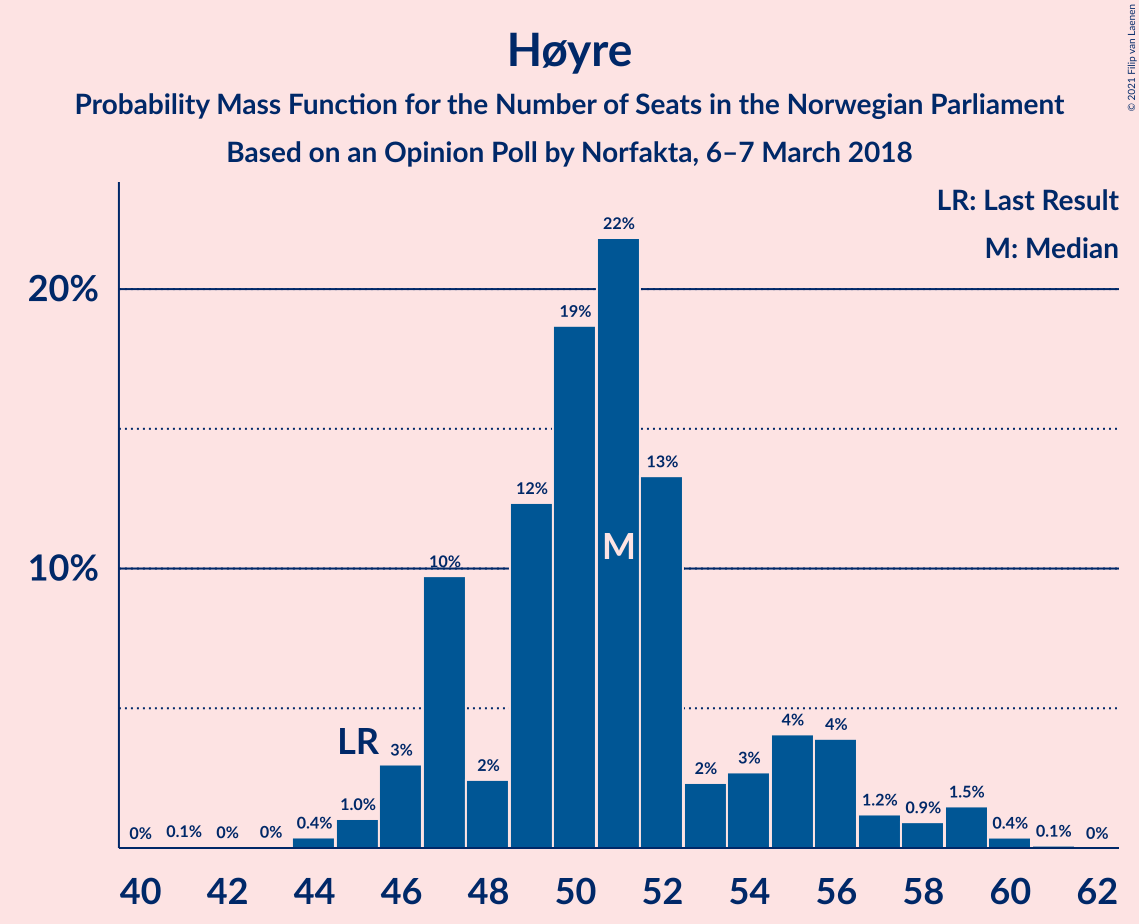 Høyre
Probability Mass Function for the Number of Seats in the Norwegian Parliament
Based on an Opinion Poll by Norfakta, 6–7 March 2018
© 2021 Filip van Laenen
LR: Last Result
M: Median
20%
10%
0% 0.1% 0% 0% 0.4% 1.0% 3% 10% 2% 12% 19% 22% 13% 2% 3% 4% 4% 1.2% 0.9% 1.5% 0.4% 0.1% 0%
LR
M
40 42 44 46 48 50 52 54 56 58 60 62